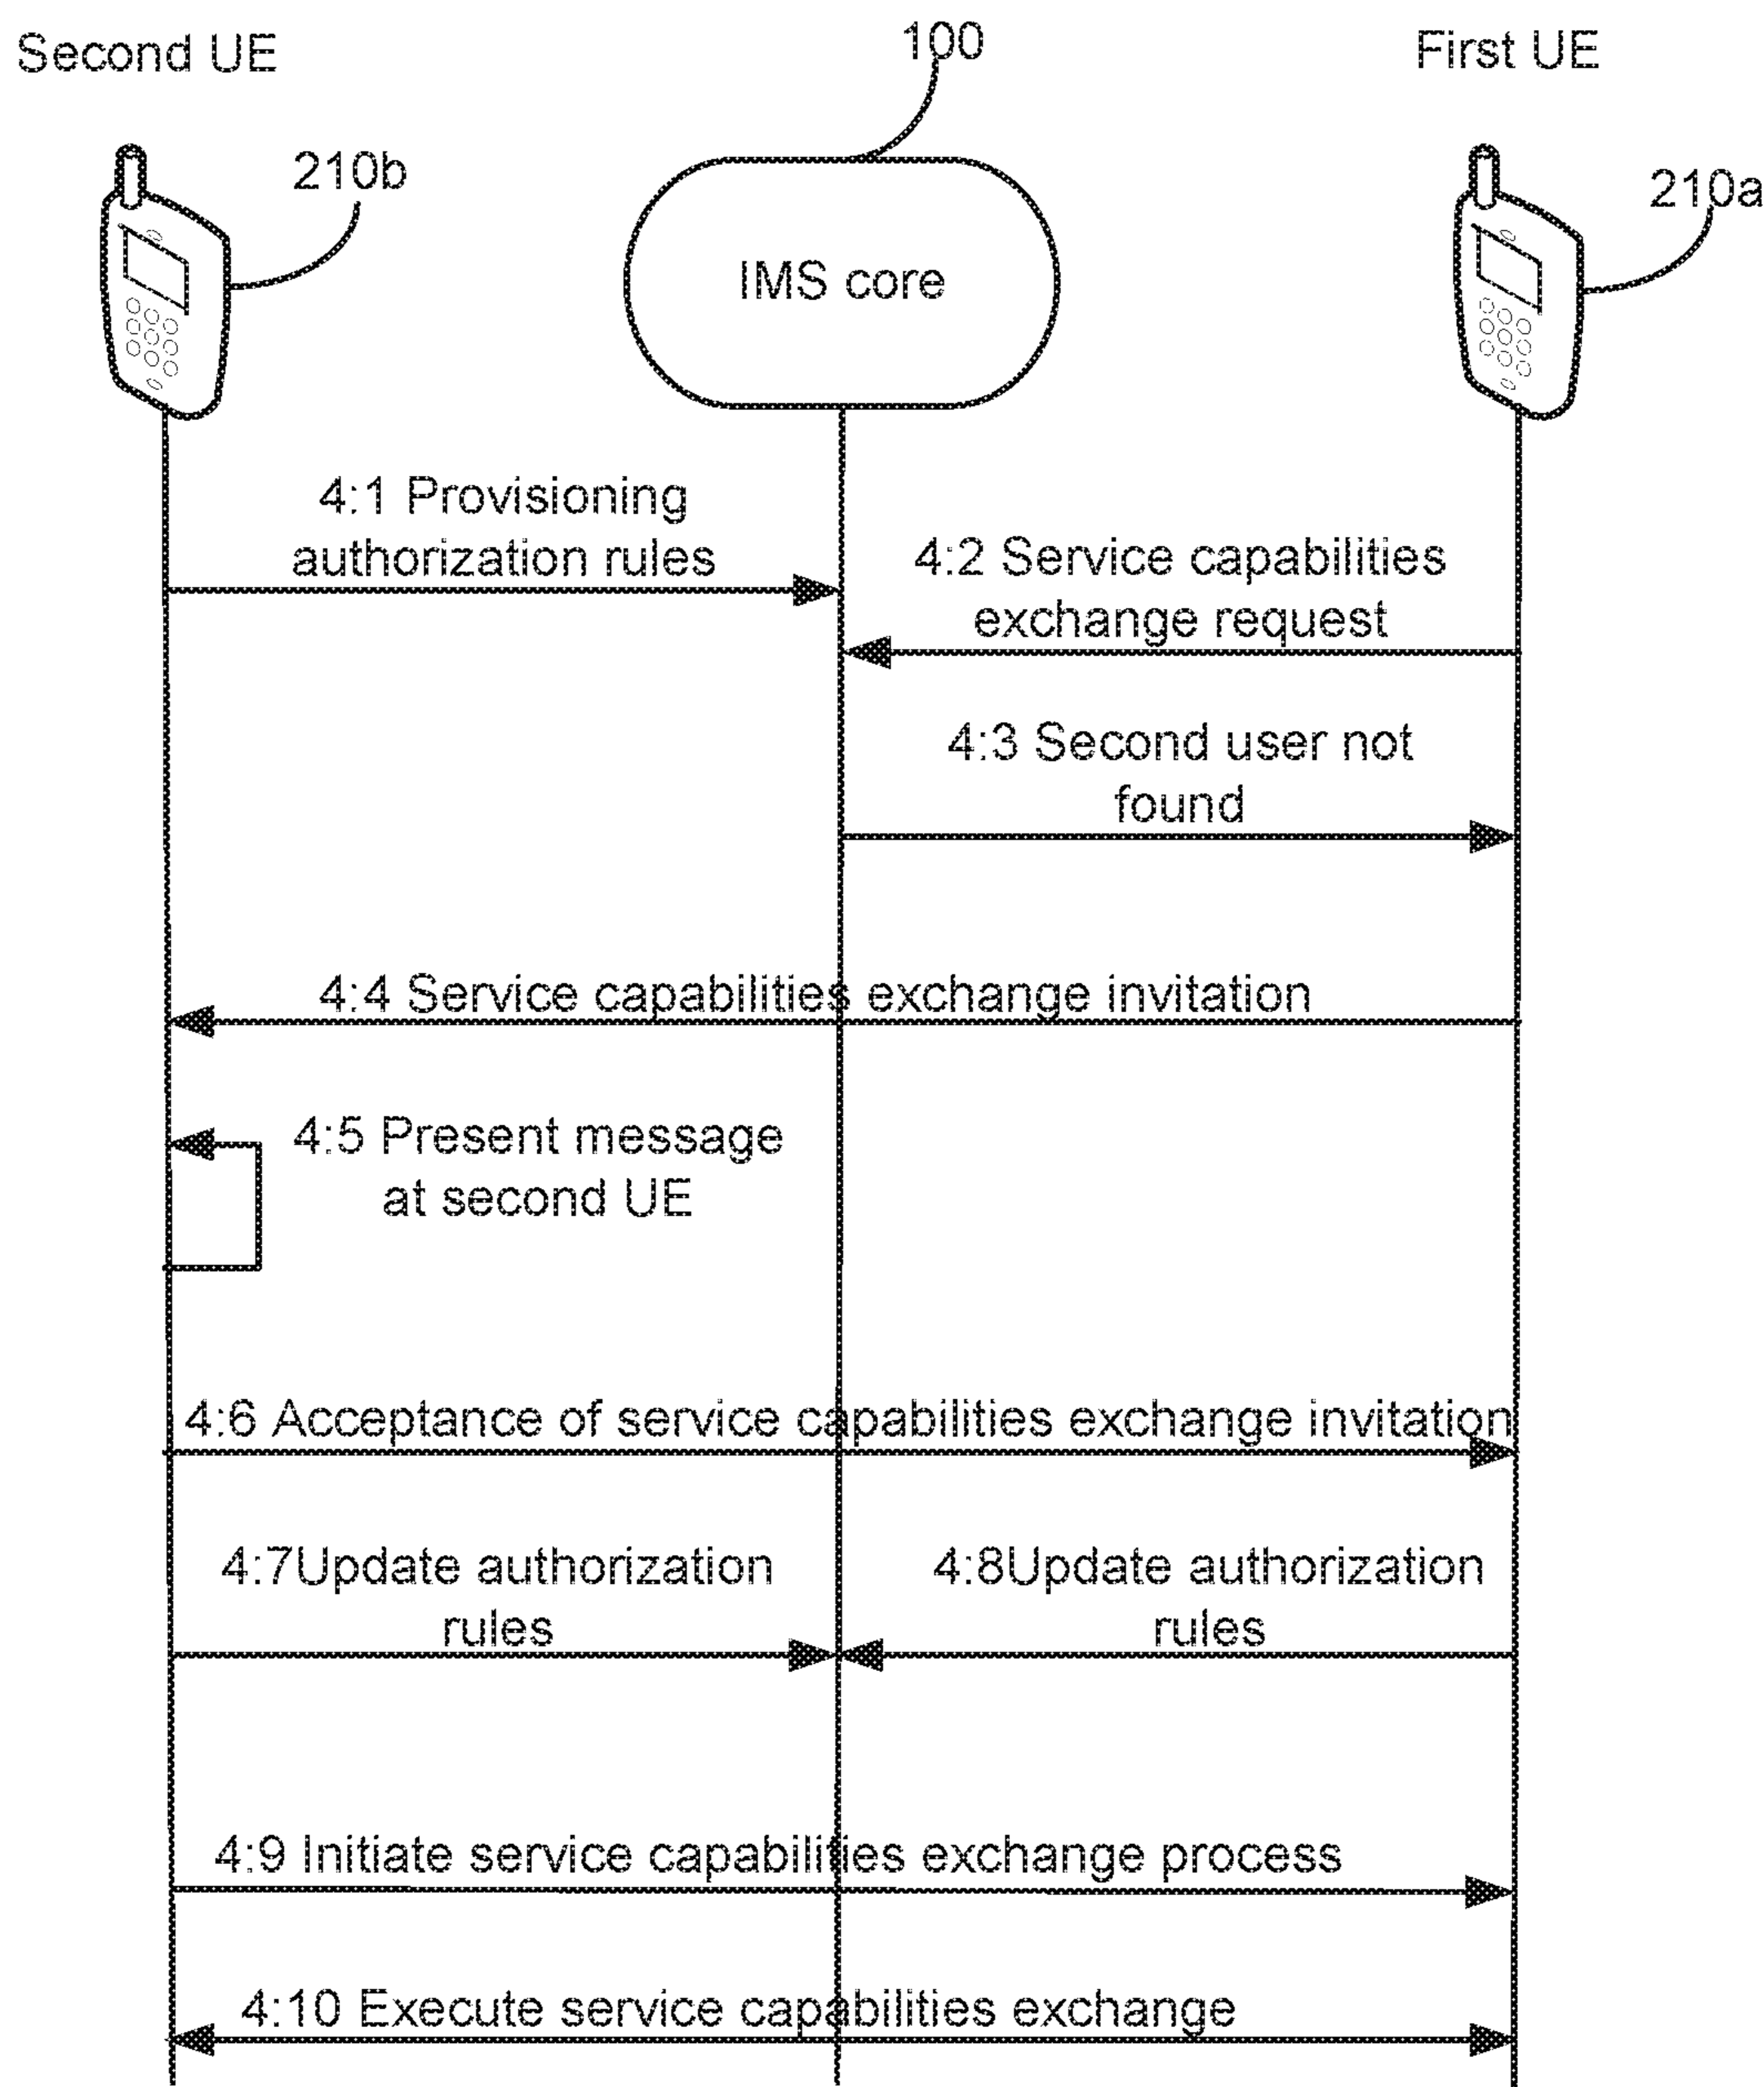 Second UE
100
First UE
210b
210a
IMS core
4:1 Provisioning
authorization rules
4:2 Service capabilities
exchange request
4:3 Second user not
found
4:4 Service capabilities exchange invitation
4:5 Present message
at second UE
4:6 Acceptance of service capabilities exchange invitation
4:7Update authorization
rules
4:8Update authorization
rules
4:9 Initiate service capabilities exchange process
4:10 Execute service capabilities exchange